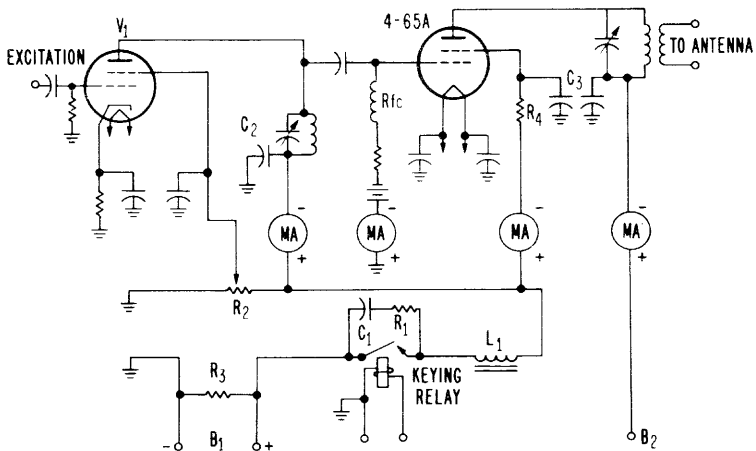 V1
4-65A
EXCITATION
TO ANTENNA
C2
Rfc
R4
C3
- - - -
MA MA MA MA
+ + + +
R2
C1
R1
L1
R3
KEYING
RELAY
- B1 +
B2